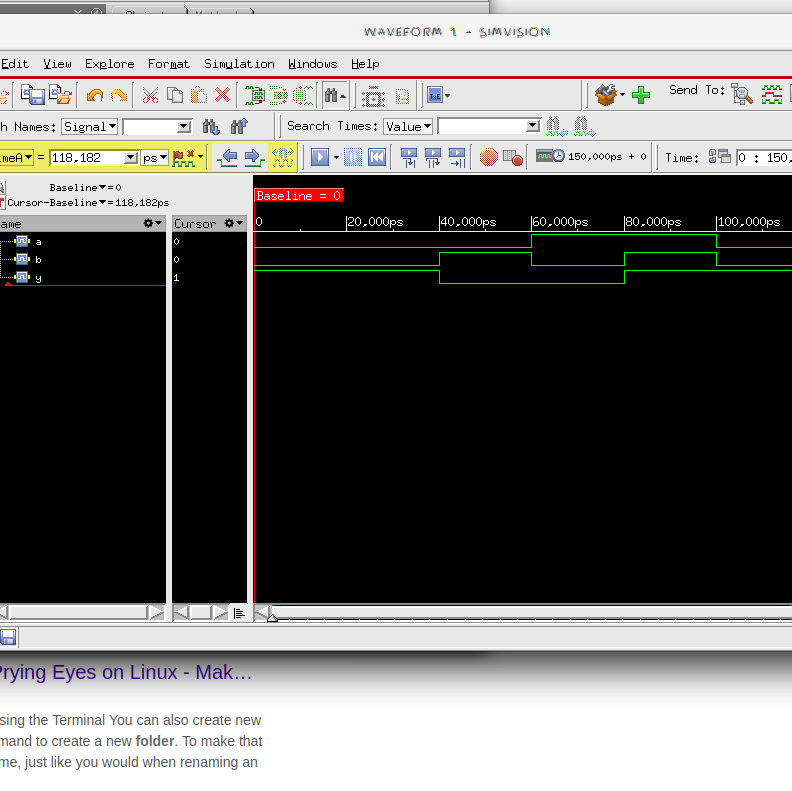 WAVEFORM 1 - SIMVISION
Edit View Explore Format Simulation Windows Help
Send To:
h Names: Signal Search Times: Value
meA = 118,182 ps 150,000ps + 0 Time: 0 : 150,
Baseline = 0
Cursor-Baseline = 118,182ps
Baseline = 0
ame Cursor 0 20,000ps 40,000ps 60,000ps 80,000ps 100,000ps
a 0
b 0
y 1
Prying Eyes on Linux - Mak…
sing the Terminal You can also create new
mand to create a new folder. To make that
me, just like you would when renaming an